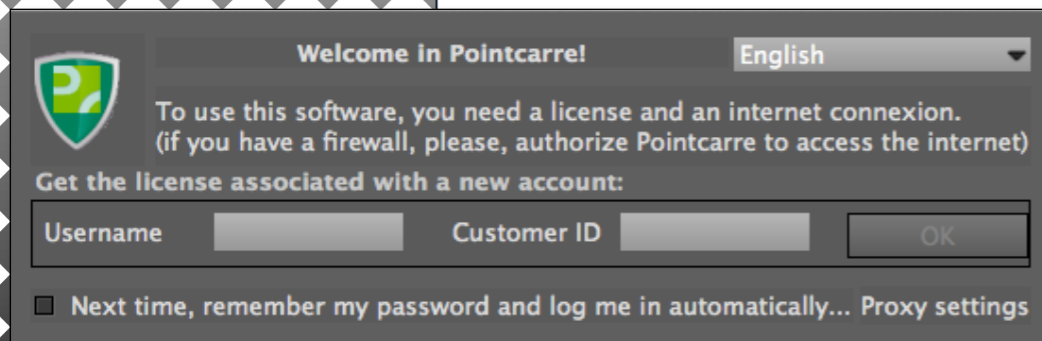 Welcome in Pointcarre!
English
To use this software, you need a license and an internet connexion.
(if you have a firewall, please, authorize Pointcarre to access the internet)
Get the license associated with a new account:
Username
Customer ID
OK
Next time, remember my password and log me in automatically...
Proxy settings